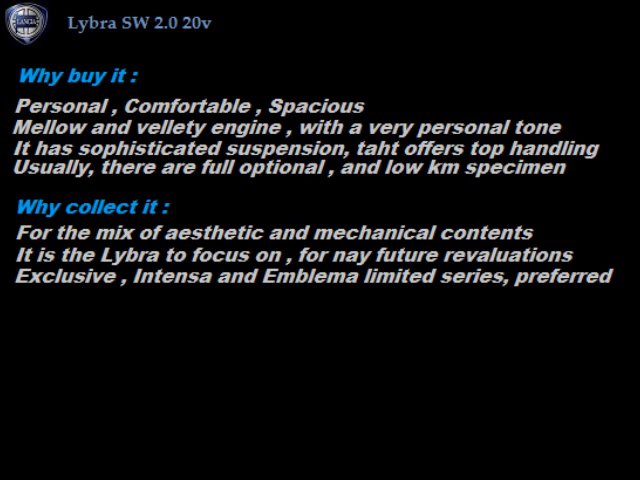 LANCIA
Lybra SW 2.0 20v
Why buy it :
Personal , Comfortable , Spacious
Mellow and vellety engine , with a very personal tone
It has sophisticated suspension, taht offers top handling
Usually, there are full optional , and low km specimen
Why collect it :
For the mix of aesthetic and mechanical contents
It is the Lybra to focus on , for nay future revaluations
Exclusive , Intensa and Emblema limited series, preferred